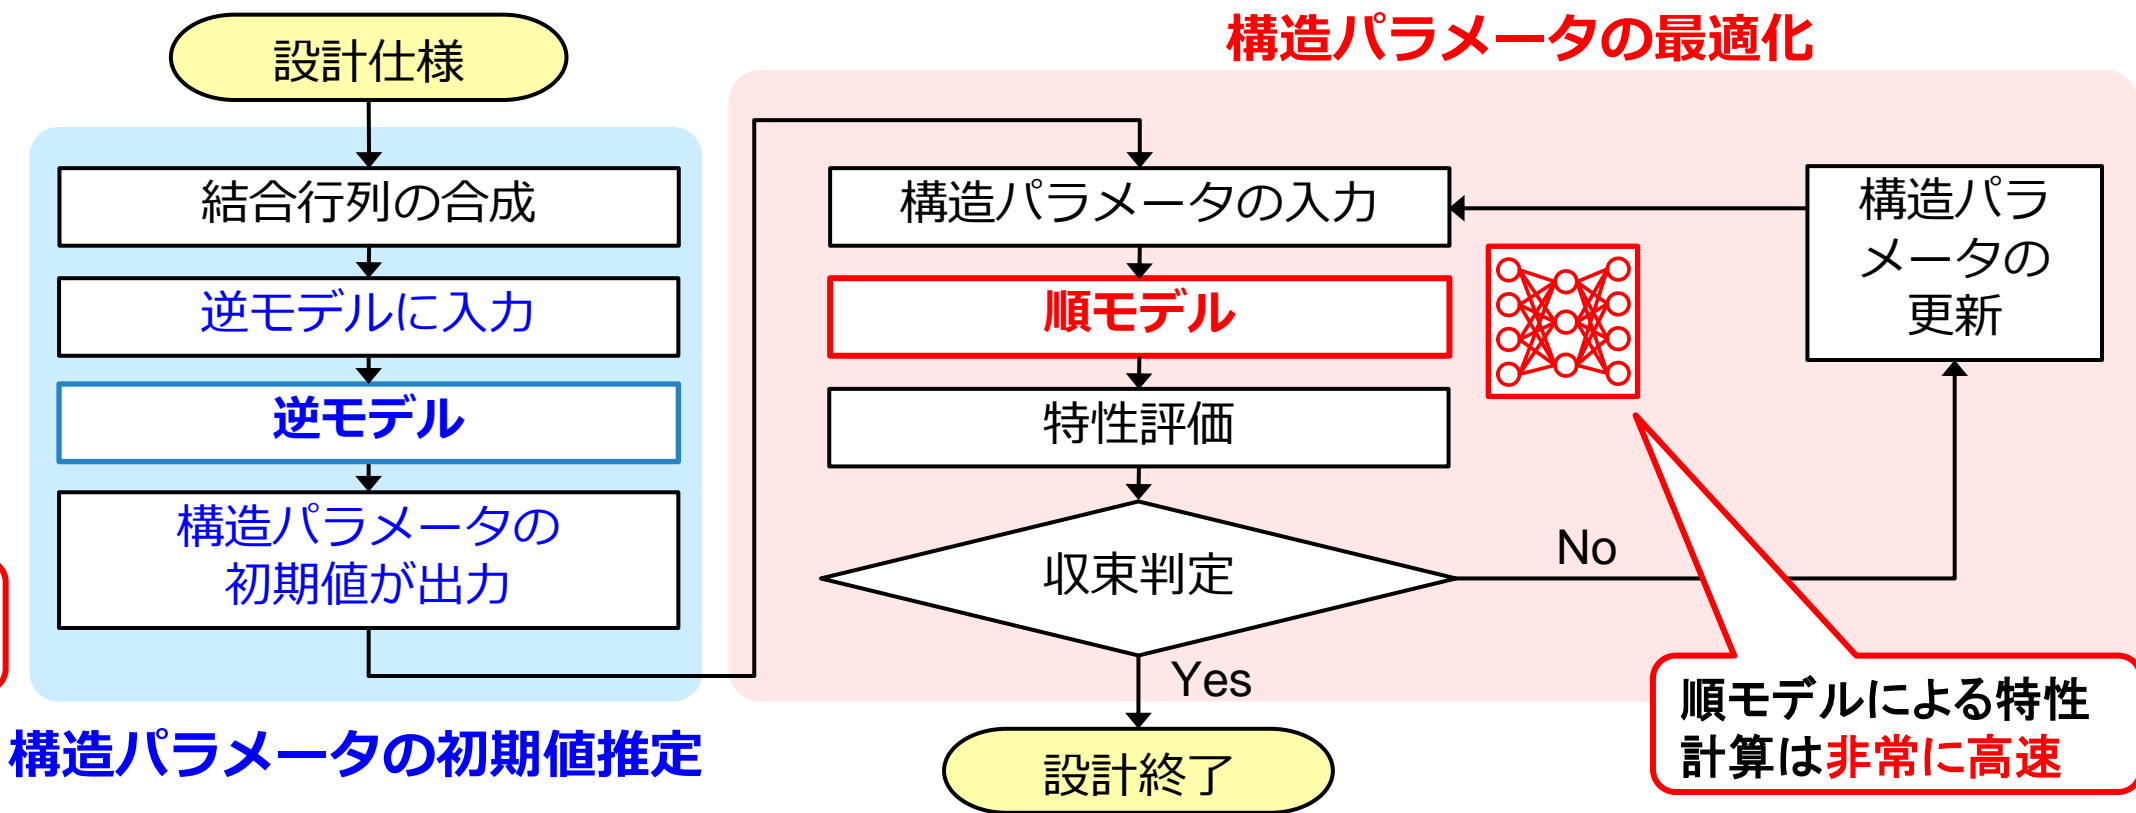 設計仕様
結合行列の合成
逆モデルに入力
逆モデル
構造パラメータの
初期値が出力
構造パラメータの初期値推定
構造パラメータの最適化
構造パラメータの入力
順モデル
特性評価
収束判定
No
Yes
構造パラ
メータの
更新
設計終了
順モデルによる特性
計算は非常に高速